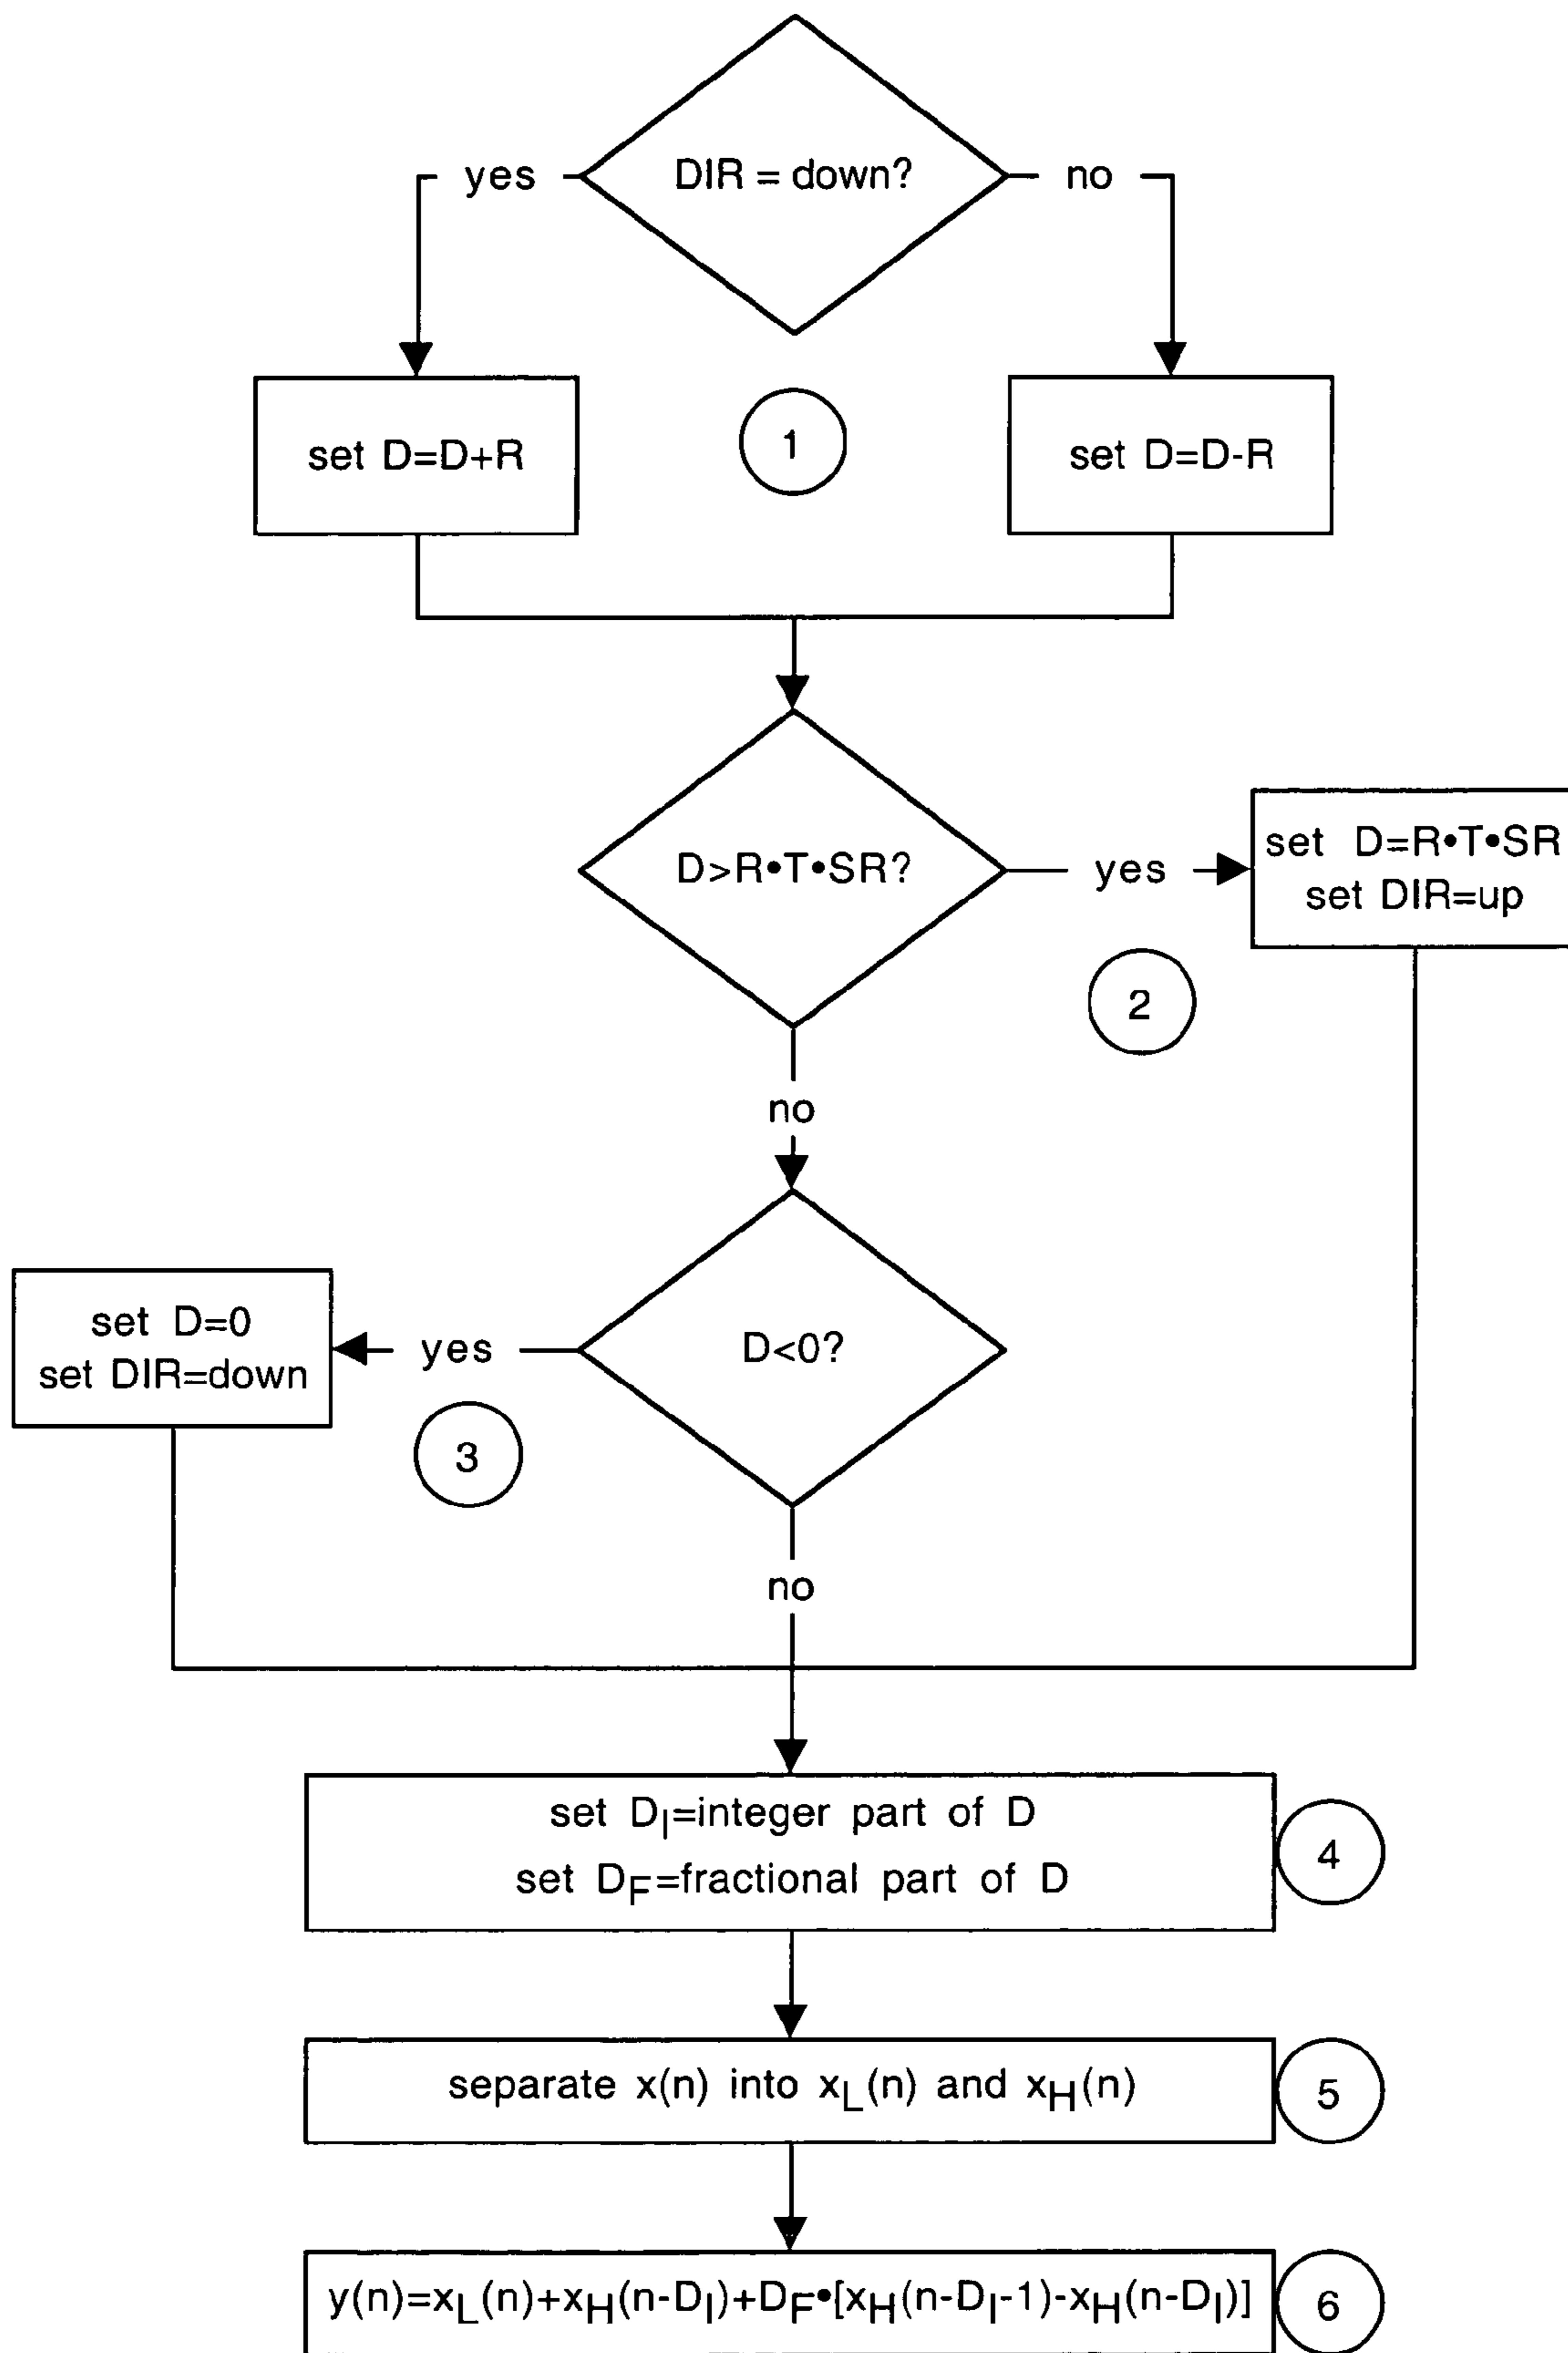 DIR = down?
yes
no
set D=D+R
1
set D=D-R
D>R•T•SR?
yes
set D=R•T•SR
set DIR=up
2
no
set D=0
set DIR=down
yes
D<0?
3
no
set D_I=integer part of D
set D_F=fractional part of D
4
separate x(n) into x_L(n) and x_H(n)
5
y(n)=x_L(n)+x_H(n-D_I)+D_F•[x_H(n-D_I-1)-x_H(n-D_I)]
6